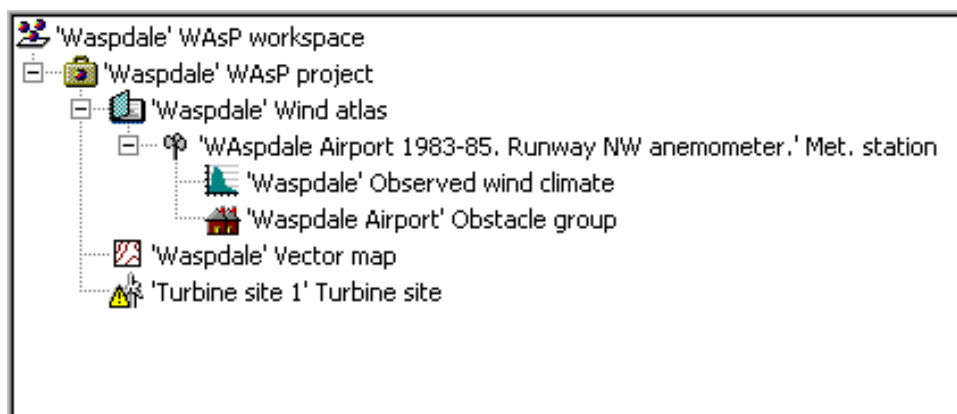 'Waspdale' WAsP workspace
'Waspdale' WAsP project
'Waspdale' Wind atlas
'WAspdale Airport 1983-85. Runway NW anemometer.' Met. station
'Waspdale' Observed wind climate
'Waspdale Airport' Obstacle group
'Waspdale' Vector map
'Turbine site 1' Turbine site